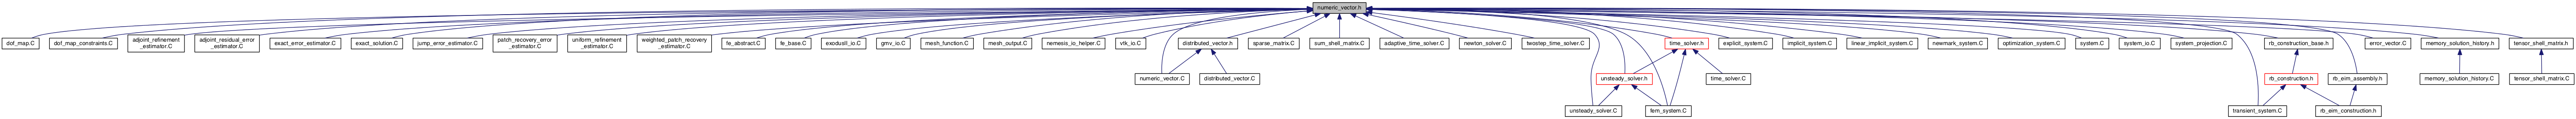 numeric_vector.h
dof_map.C
dof_map_constraints.C
adjoint_refinement
_estimator.C
adjoint_residual_error
_estimator.C
exact_error_estimator.C
exact_solution.C
jump_error_estimator.C
patch_recovery_error
_estimator.C
uniform_refinement
_estimator.C
weighted_patch_recovery
_estimator.C
fe_abstract.C
fe_base.C
exodusII_io.C
gmv_io.C
mesh_function.C
mesh_output.C
nemesis_io_helper.C
vtk_io.C
distributed_vector.h
sparse_matrix.C
sum_shell_matrix.C
adaptive_time_solver.C
newton_solver.C
twostep_time_solver.C
time_solver.h
explicit_system.C
implicit_system.C
linear_implicit_system.C
newmark_system.C
optimization_system.C
system.C
system_io.C
system_projection.C
rb_construction_base.h
error_vector.C
memory_solution_history.h
tensor_shell_matrix.h
numeric_vector.C
distributed_vector.C
unsteady_solver.h
time_solver.C
rb_construction.h
rb_eim_assembly.h
memory_solution_history.C
tensor_shell_matrix.C
unsteady_solver.C
fem_system.C
transient_system.C
rb_eim_construction.h